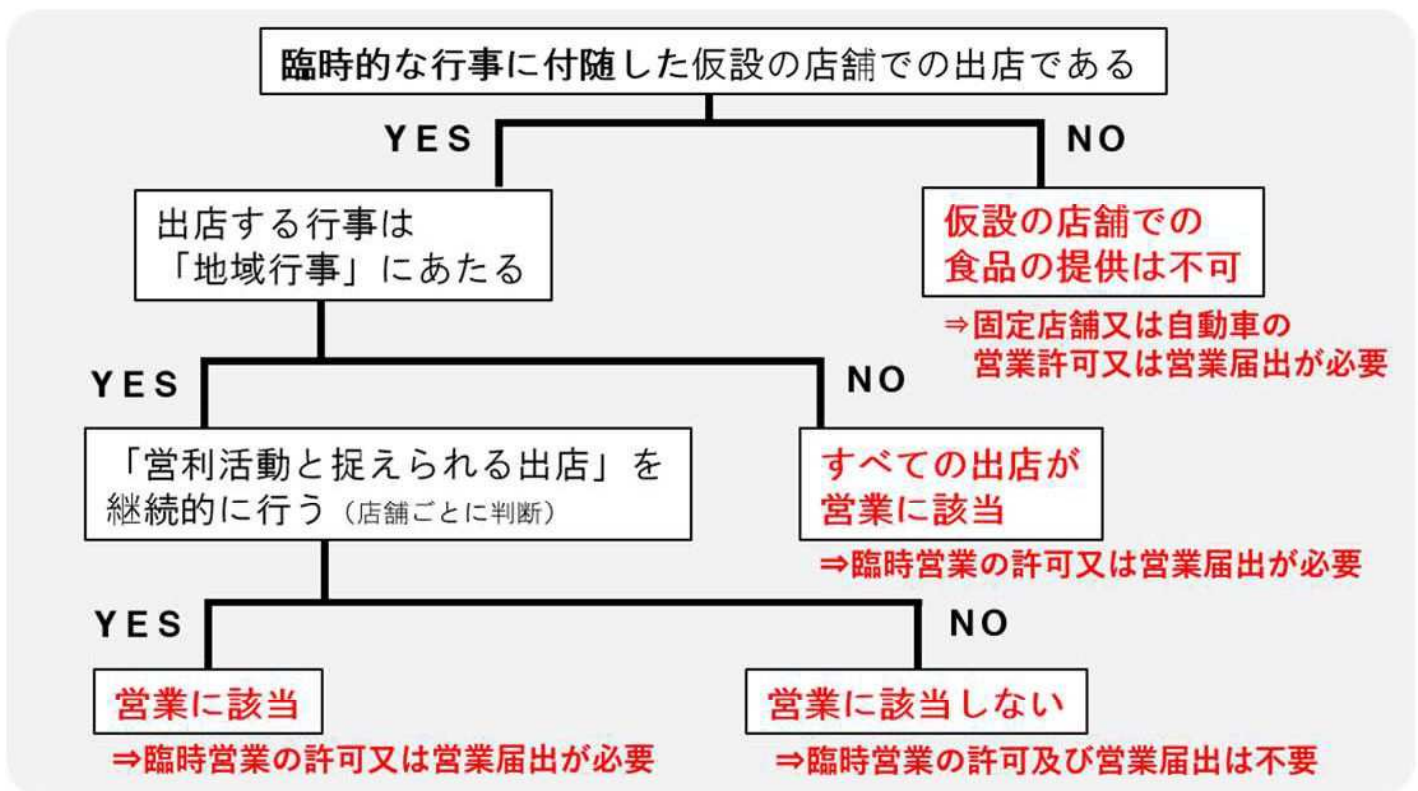 臨時的な行事に付随した仮設の店舗での出店である
YES
NO
出店する行事は
「地域行事」にあたる
仮設の店舗での
食品の提供は不可
⇒固定店舗又は自動車の
営業許可又は営業届出が必要
YES
NO
「営利活動と捉えられる出店」を
継続的に行う（店舗ごとに判断）
すべての出店が
営業に該当
⇒臨時営業の許可又は営業届出が必要
YES
NO
営業に該当
⇒臨時営業の許可又は営業届出が必要
営業に該当しない
⇒臨時営業の許可及び営業届出は不要